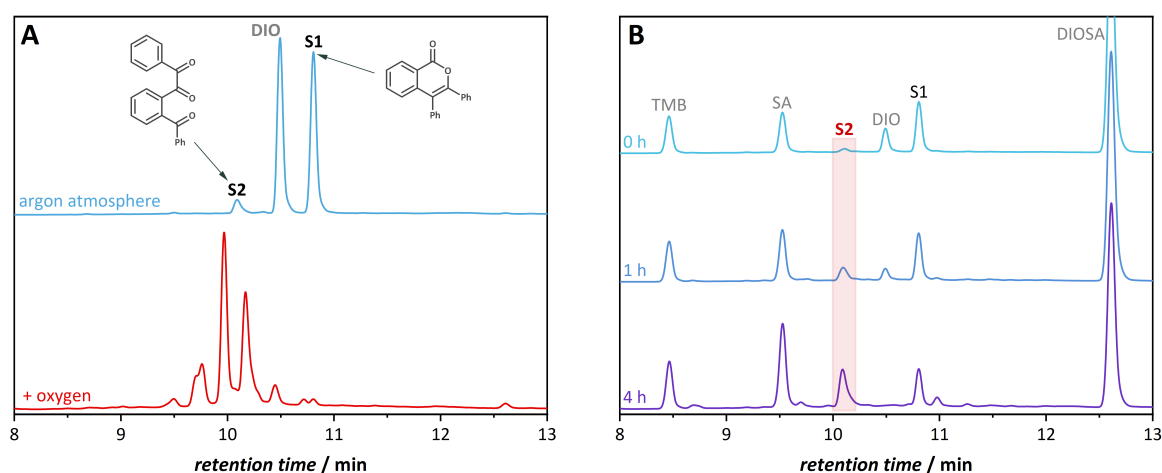 A
DIO
S1
O
O
O
O
O
Ph
Ph
Ph
S2
argon atmosphere
+ oxygen
8 9 10 11 12 13
retention time / min
B
DIOSA
TMB
SA
S2
DIO
S1
0 h
1 h
4 h
8 9 10 11 12 13
retention time / min